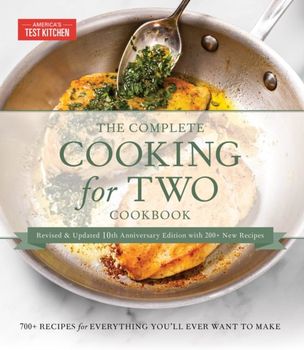 AMERICA'S
TEST KITCHEN
THE COMPLETE
COOKING
for TWO
COOKBOOK
Revised & Updated 10th Anniversary Edition with 200+ New Recipes
700+ RECIPES for EVERYTHING YOU'LL EVER WANT TO MAKE